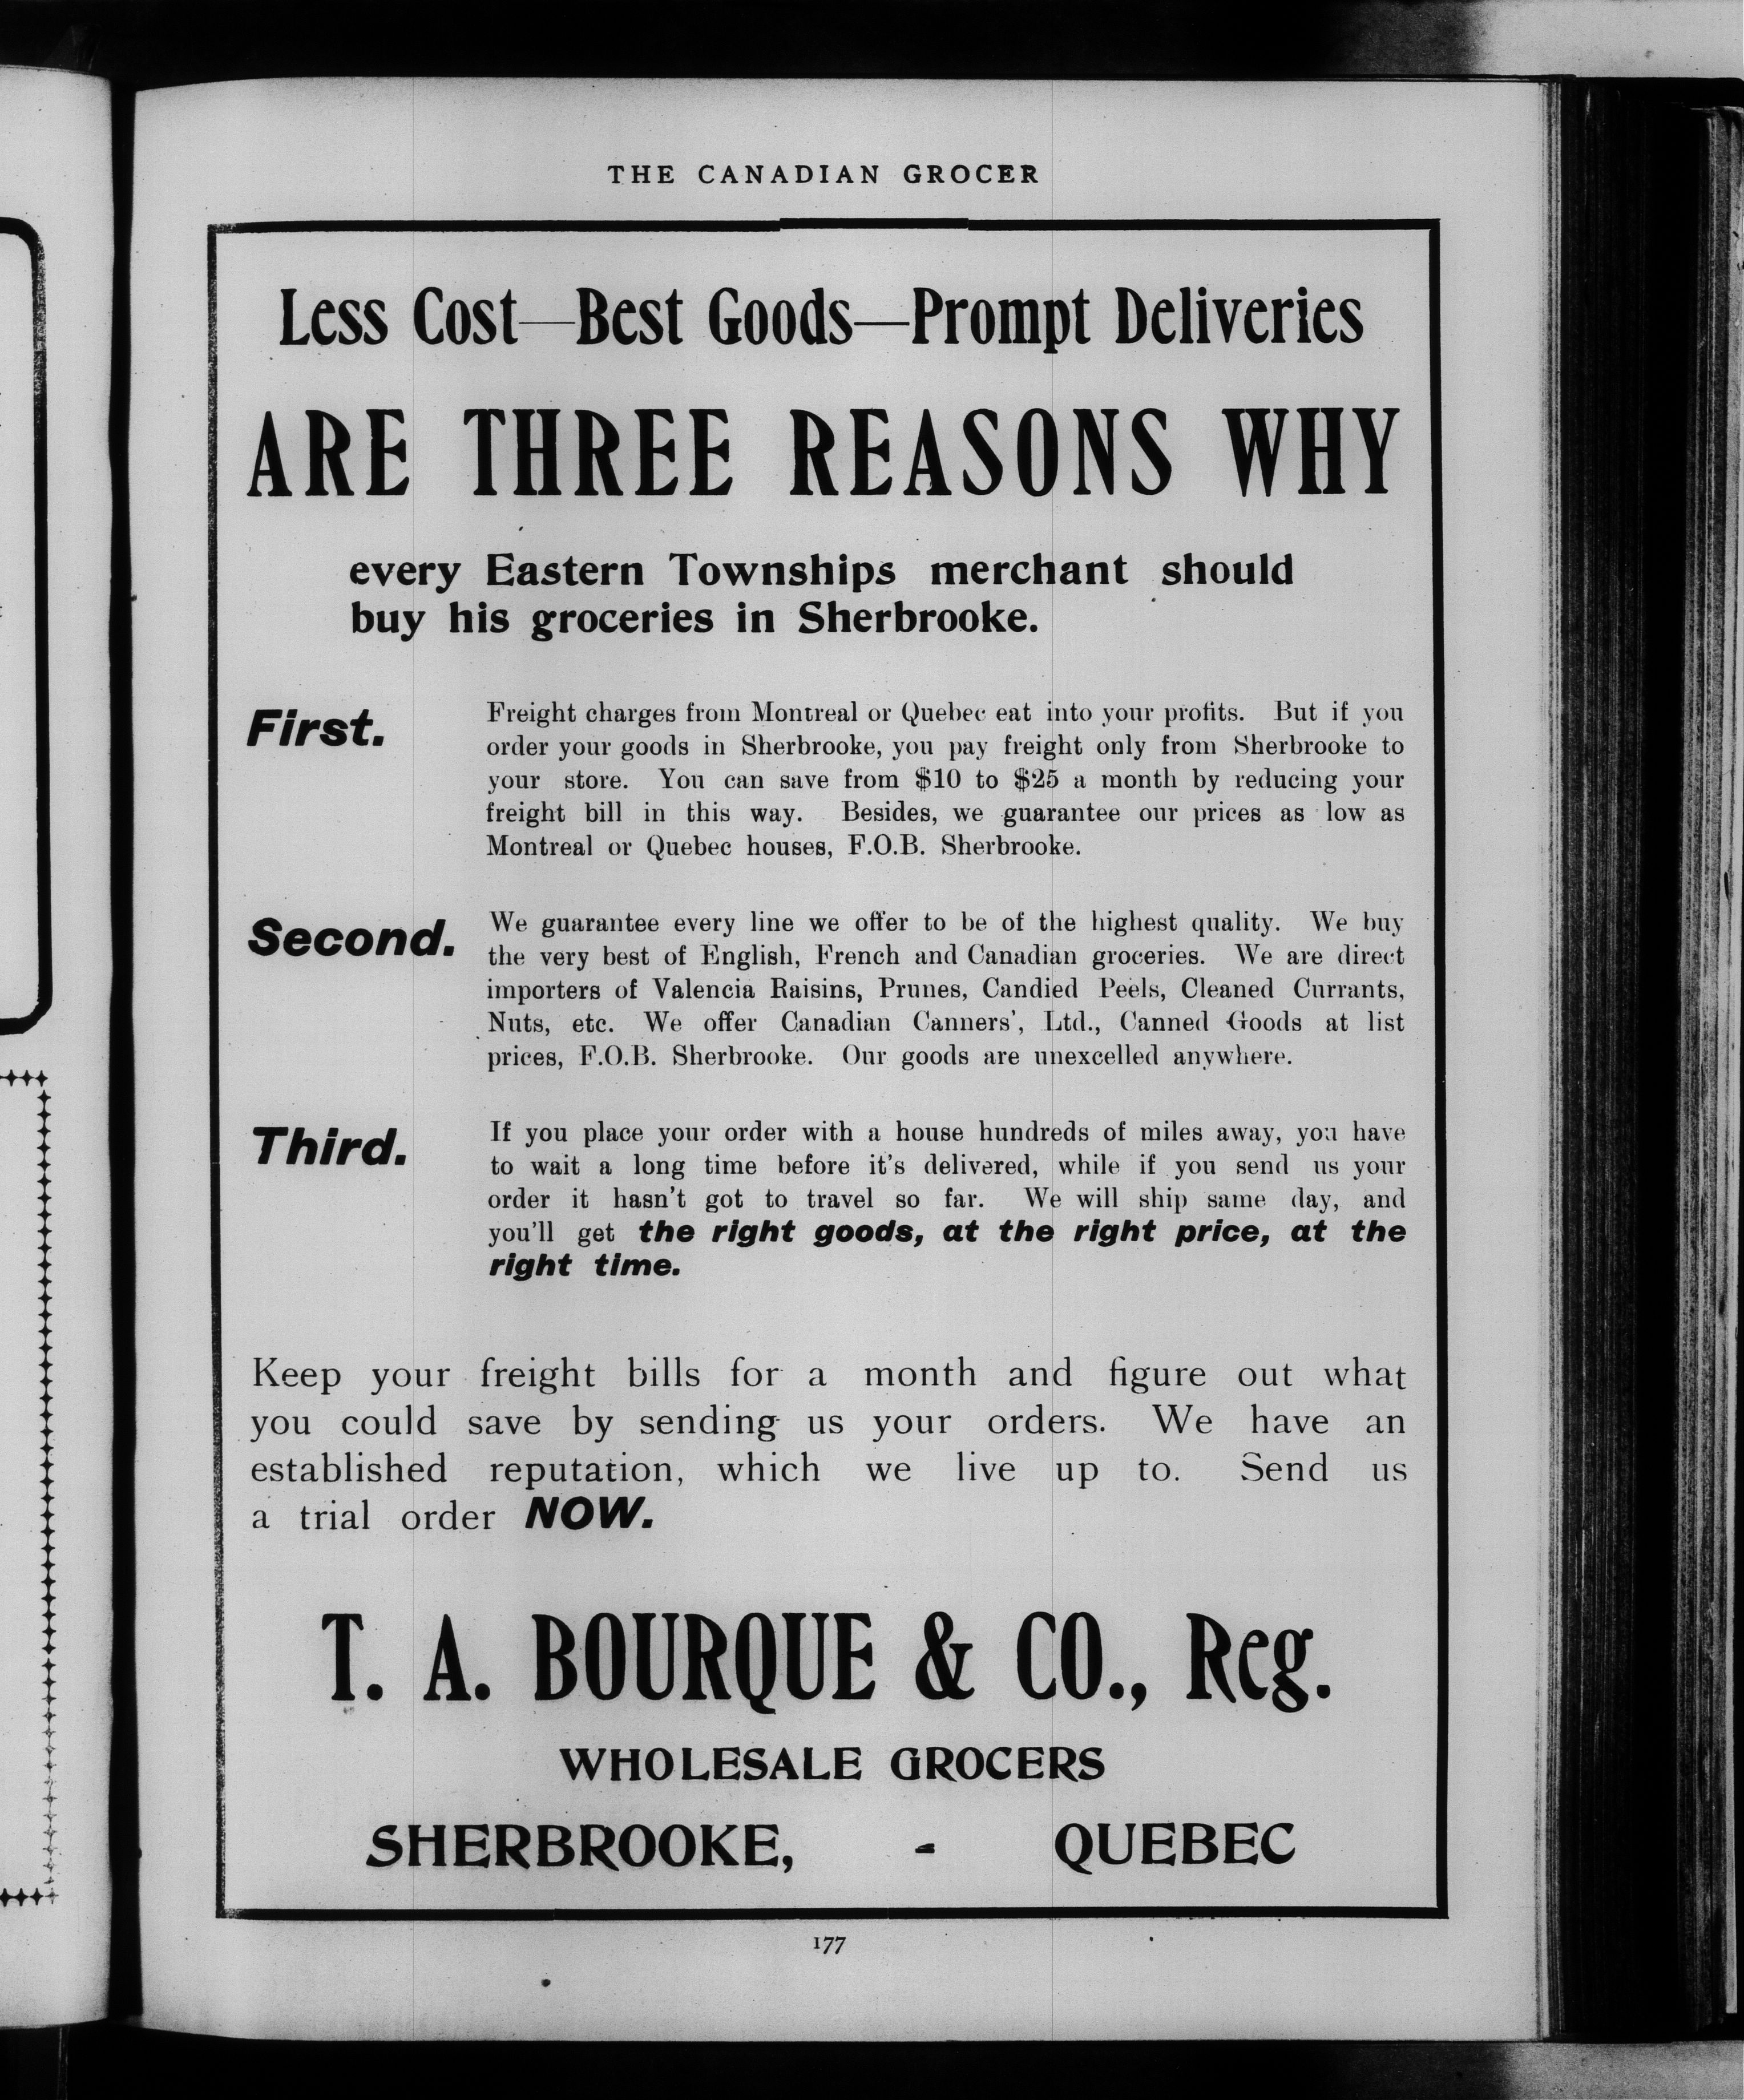 THE CANADIAN GROCER
Less Cost—Best Goods—Prompt Deliveries
ARE THREE REASONS WHY
every Eastern Townships merchant should
buy his groceries in Sherbrooke.
First.
Freight charges from Montreal or Quebec eat into your profits. But if you
order your goods in Sherbrooke, you pay freight only from Sherbrooke to
your store. You can save from $10 to $25 a month by reducing your
freight bill in this way. Besides, we guarantee our prices as low as
Montreal or Quebec houses, F.O.B. Sherbrooke.
Second.
We guarantee every line we offer to be of the highest quality. We buy
the very best of English, French and Canadian groceries. We are direct
importers of Valencia Raisins, Prunes, Candied Peels, Cleaned Currants,
Nuts, etc. We offer Canadian Canners', Ltd., Canned Goods at list
prices, F.O.B. Sherbrooke. Our goods are unexcelled anywhere.
Third.
If you place your order with a house hundreds of miles away, you have
to wait a long time before it's delivered, while if you send us your
order it hasn't got to travel so far. We will ship same day, and
you'll get the right goods, at the right price, at the
right time.
Keep your freight bills for a month and figure out what
you could save by sending us your orders. We have an
established reputation, which we live up to. Send us
a trial order NOW.
T. A. BOURQUE & CO., Reg.
WHOLESALE GROCERS
SHERBROOKE, - QUEBEC
177